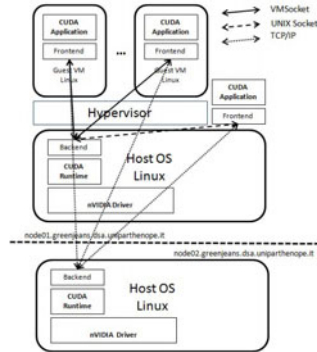 VMSocket
UNIX Socket
TCP/IP
CUDA
Application
Frontend
Guest VM
Linux
...
CUDA
Application
Frontend
Guest VM
Linux
CUDA
Application
Frontend
Hypervisor
Backend
CUDA
Runtime
Host OS
Linux
nVIDIA Driver
node01.greenjeans.dsa.uniparthenope.it
node02.greenjeans.dsa.uniparthenope.it
Backend
CUDA
Runtime
Host OS
Linux
nVIDIA Driver